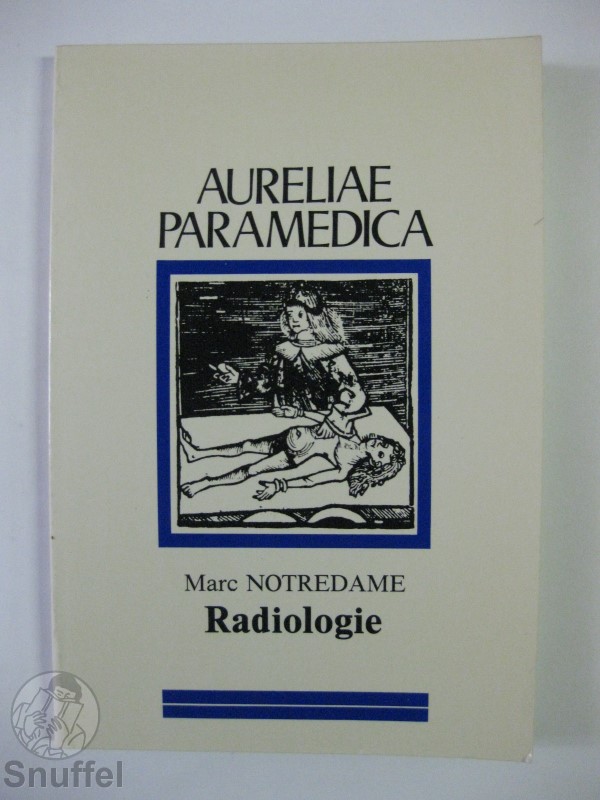 AURELIAE
PARAMEDICA
Marc NOTREDAME
Radiologie
Snuffel